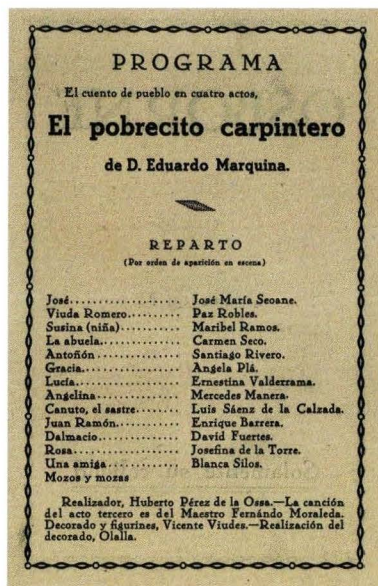 PROGRAMA
El cuento de pueblo en cuatro actos,
El pobrecito carpintero
de D. Eduardo Marquina.
REPARTO
(Por orden de aparición en escena)
José................... José María Seoane.
Viuda Romero......... Paz Robles.
Susina (niña).......... Maribel Ramos.
La abuela.............. Carmen Seco.
Antoñón............... Santiago Rivero.
Gracia................. Angela Plá.
Lucía.................. Ernestina Valderrama.
Angelina............... Mercedes Manera.
Canuto, el sastre....... Luis Sáenz de la Calzada.
Juan Ramón........... Enrique Barrera.
Dalmacio.............. David Fuertes.
Rosa................... Josefina de la Torre.
Una amiga............. Blanca Silos.
Mozos y mozas
Realizador, Huberto Pérez de la Ossa.—La canción
del acto tercero es del Maestro Fernándo Moraleda.
Decorado y figurines, Vicente Viudes.—Realización del
decorado, Olalla.